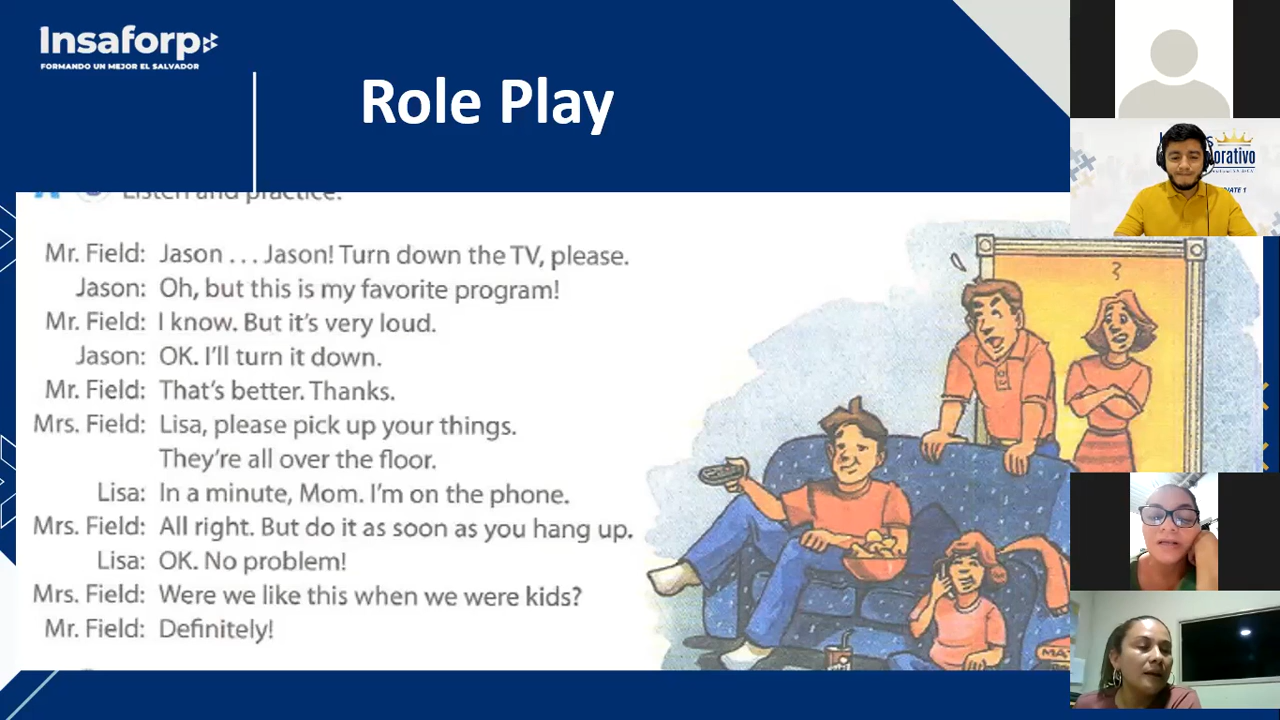 Insaforp
FORMANDO UN MEJOR EL SALVADOR
Role Play
Listen and practice.
Mr. Field: Jason . . . Jason! Turn down the TV, please.
Jason: Oh, but this is my favorite program!
Mr. Field: I know. But it's very loud.
Jason: OK. I'll turn it down.
Mr. Field: That's better. Thanks.
Mrs. Field: Lisa, please pick up your things.
They're all over the floor.
Lisa: In a minute, Mom. I'm on the phone.
Mrs. Field: All right. But do it as soon as you hang up.
Lisa: OK. No problem!
Mrs. Field: Were we like this when we were kids?
Mr. Field: Definitely!
?